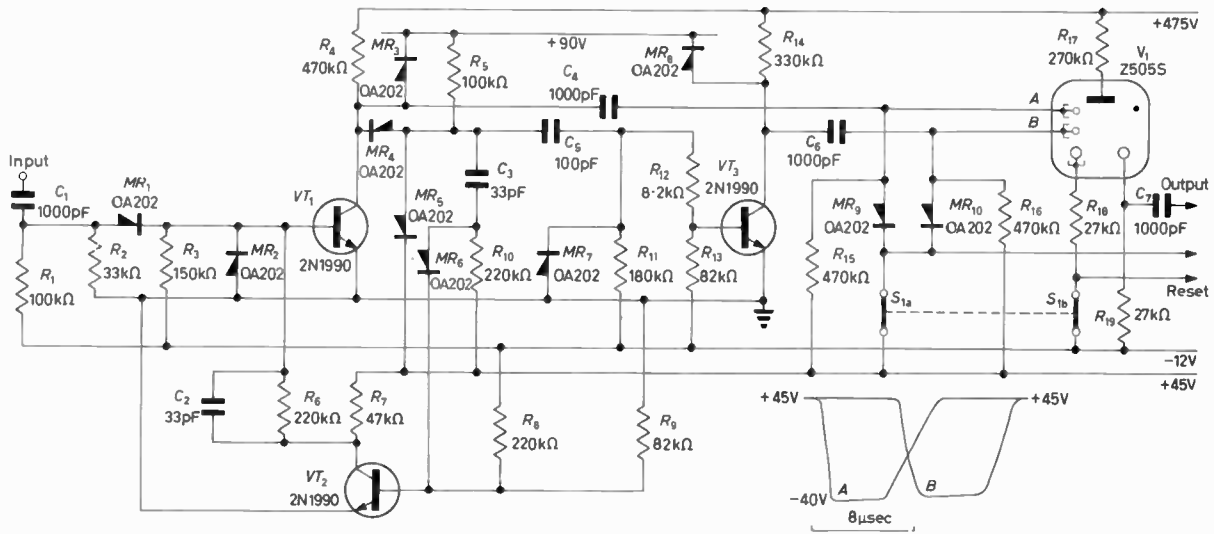 +475V
R4
470kΩ
MR3
OA202
+90V
R5
100kΩ
C4
1000pF
MR8
OA202
R14
330kΩ
R17
270kΩ
V1
Z505S
A
B
Input
C1
1000pF
MR1
OA202
R2
33kΩ
R1
100kΩ
R3
150kΩ
MR2
OA202
VT1
2N1990
MR4
OA202
C3
33pF
C5
100pF
MR5
OA202
MR6
OA202
R10
220kΩ
MR7
OA202
R11
180kΩ
R12
8·2kΩ
R13
82kΩ
VT3
2N1990
C6
1000pF
MR9
OA202
MR10
OA202
R15
470kΩ
R16
470kΩ
R18
27kΩ
C7
1000pF
Output
Reset
S1a
S1b
R19
27kΩ
-12V
+45V
C2
33pF
R6
220kΩ
R7
47kΩ
R8
220kΩ
R9
82kΩ
VT2
2N1990
+45V
+45V
-40V
A
B
8μsec